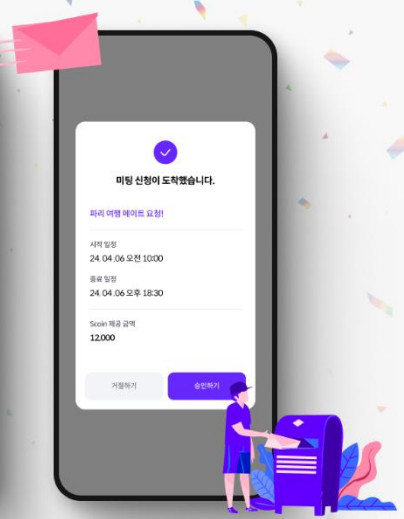 미팅 신청이 도착했습니다.
파리 여행 메이트 요청!
시작 일정
24. 04 .06 오전 10:00
종료 일정
24. 04 .06 오후 18:30
Scoin 제공 금액
12,000
거절하기 승인하기